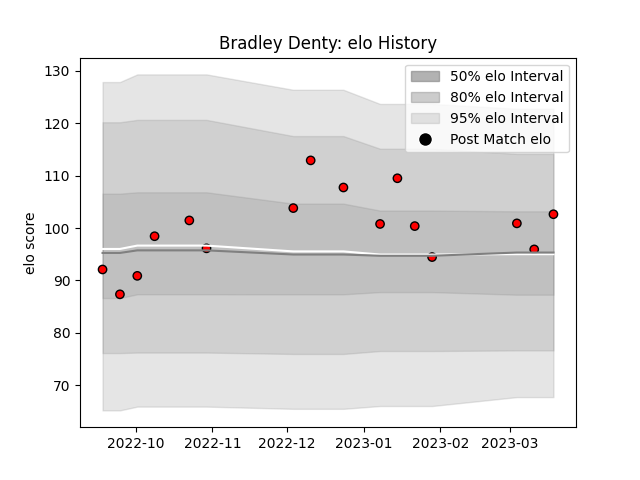 Bradley Denty: elo History
130
120
110
100
90
80
70
elo score
50% elo Interval
80% elo Interval
95% elo Interval
Post Match elo
2022-10
2022-11
2022-12
2023-01
2023-02
2023-03